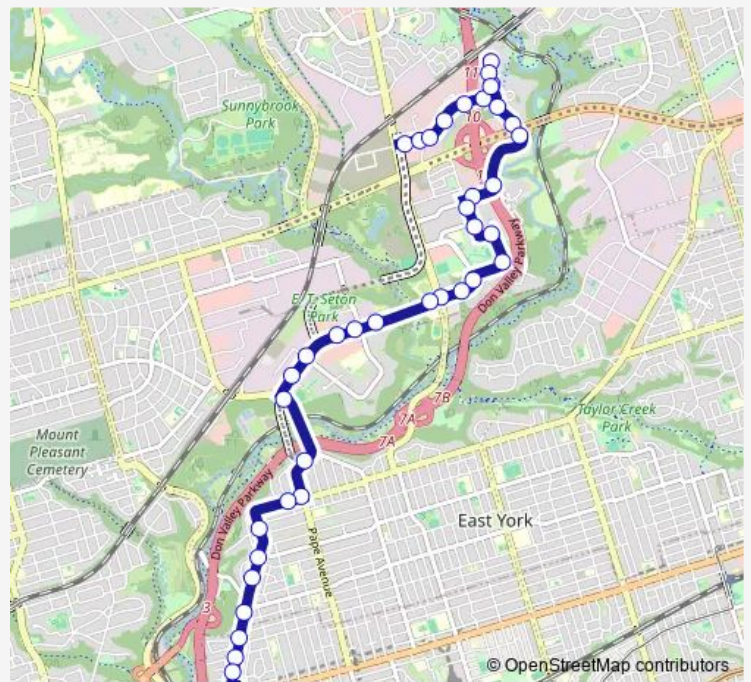 11
Sunnybrook
Park
10
Don Valley Parkway
E. T. Seton
Park
7B
7A
7A
Taylor Creek
Park
Mount
Pleasant
Cemetery
Don Valley Parkway
East York
Pape Avenue
3
© OpenStreetMap contributors